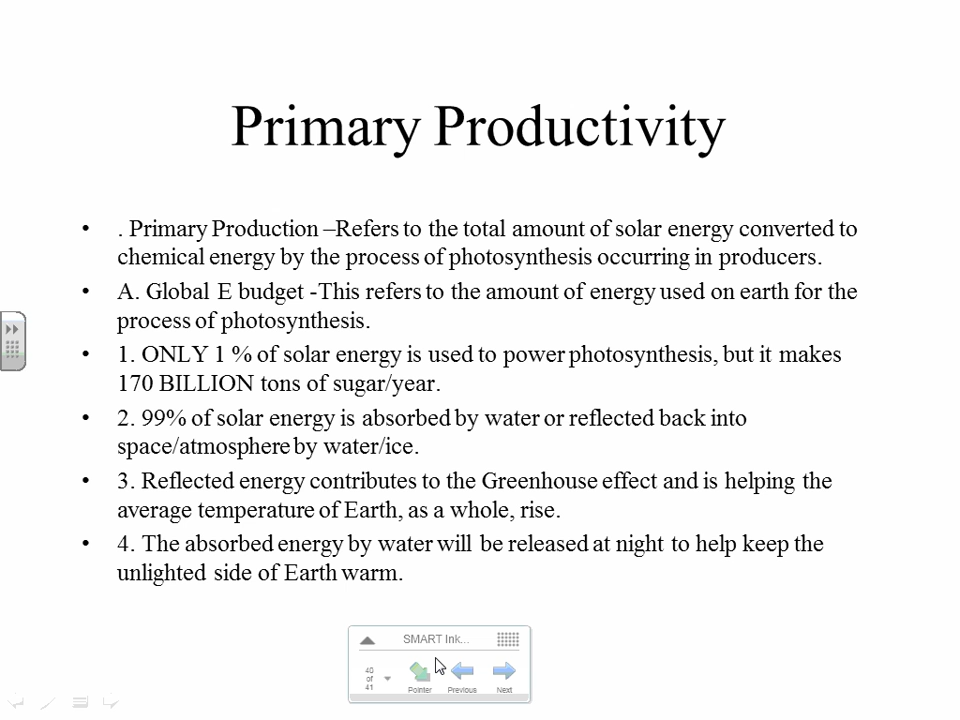 Primary Productivity
• . Primary Production –Refers to the total amount of solar energy converted to
chemical energy by the process of photosynthesis occurring in producers.
• A. Global E budget -This refers to the amount of energy used on earth for the
process of photosynthesis.
• 1. ONLY 1 % of solar energy is used to power photosynthesis, but it makes
170 BILLION tons of sugar/year.
• 2. 99% of solar energy is absorbed by water or reflected back into
space/atmosphere by water/ice.
• 3. Reflected energy contributes to the Greenhouse effect and is helping the
average temperature of Earth, as a whole, rise.
• 4. The absorbed energy by water will be released at night to help keep the
unlighted side of Earth warm.
SMART Ink...
40
of
41
Pointer Previous Next